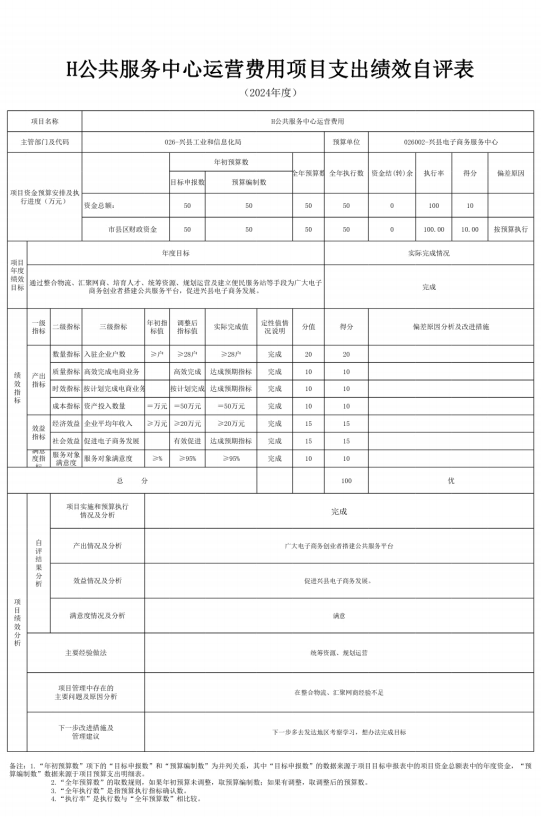 H公共服务中心运营费用项目支出绩效自评表
（2024年度）
项目名称 H公共服务中心运营费用
主管部门及代码 026-兴县工业和信息化局 预算单位 026002-兴县电子商务服务中心
项目资金预算安排及执行进度（万元） 年初预算数 全年预算数 全年执行数 资金结(转)余 执行率 得分 偏差原因
目标申报数 预算编制数
资金总额: 50 50 50 50 0 100 10
市县区财政资金 50 50 50 50 0 100.00 10.00 按预算执行
项目年度绩效目标 年度目标 实际完成情况
通过整合物流、汇聚网商、培育人才、统筹资源、规划运营及建立便民服务站等手段为广大电子
商务创业者搭建公共服务平台，促进兴县电子商务发展。
完成
绩效指标 一级指标 二级指标 三级指标 年初指标值 调整后指标值 实际完成值 定性值情况说明 分值 得分 偏差原因分析及改进措施
产出指标 数量指标 入驻企业户数 ≥户 ≥28户 ≥28户 完成 20 20
质量指标 高效完成电商业务 高效完成 达成预期指标 完成 10 10
时效指标 按计划完成电商业务 按计划完成 达成预期指标 完成 10 10
成本指标 资产投入数量 ＝万元 ＝50万元 ＝50万元 完成 10 10
效益指标 经济效益 企业平均年收入 ≥万元 ≥20万元 ≥20万元 完成 15 15
社会效益 促进电子商务发展 有效促进 达成预期指标 完成 15 15
满意度指标 服务对象满意度 服务对象满意度 ≥% ≥95% ≥95% 完成 10 10
总 分 100 优
项目绩效分析 自评结果分析 项目实施和预算执行情况及分析 完成
产出情况及分析 广大电子商务创业者搭建公共服务平台
效益情况及分析 促进兴县电子商务发展。
满意度情况及分析 满意
主要经验做法 统筹资源、规划运营
项目管理中存在的主要问题及原因分析 在整合物流、汇聚网商经验不足
下一步改进措施及管理建议 下一步多去发达地区考察学习，想办法完成目标
备注：1.“年初预算数”项下的“目标申报数”和“预算编制数”为并列关系，其中“目标申报数”的数据来源于项目目标申报表中的项目资金总额表中的年度资金，“预
算编制数”数据来源于项目预算支出明细表。
2.“全年预算数”的取数规则，如果年初预算未调整，取预算编制数；如果有调整，取调整后的预算数。
3.“全年执行数”是指预算执行指标确认数。
4.“执行率”是执行数与“全年预算数”相比较。